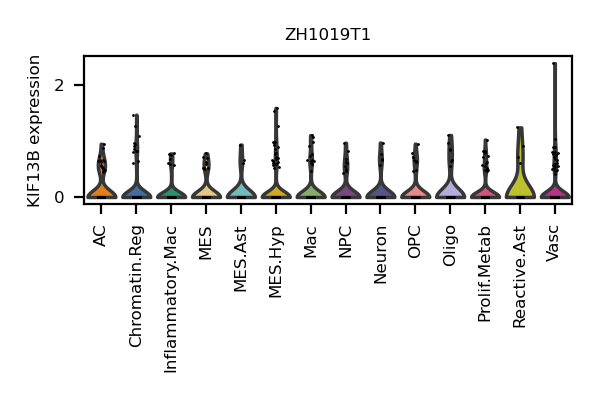 ZH1019T1
KIF13B expression
2
0
AC
Chromatin.Reg
Inflammatory.Mac
MES
MES.Ast
MES.Hyp
Mac
NPC
Neuron
OPC
Oligo
Prolif.Metab
Reactive.Ast
Vasc